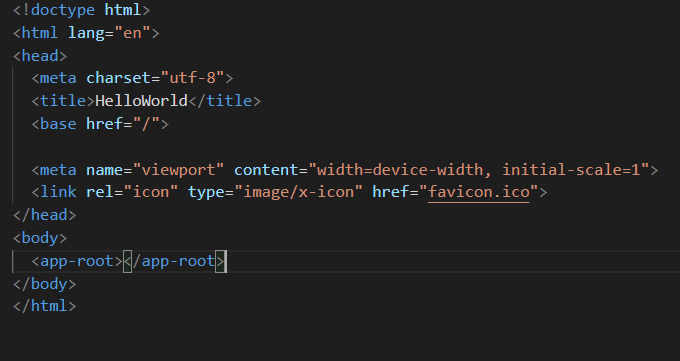 <!doctype html>
<html lang="en">
<head>
  <meta charset="utf-8">
  <title>HelloWorld</title>
  <base href="/">

  <meta name="viewport" content="width=device-width, initial-scale=1">
  <link rel="icon" type="image/x-icon" href="favicon.ico">
</head>
<body>
  <app-root></app-root>
</body>
</html>